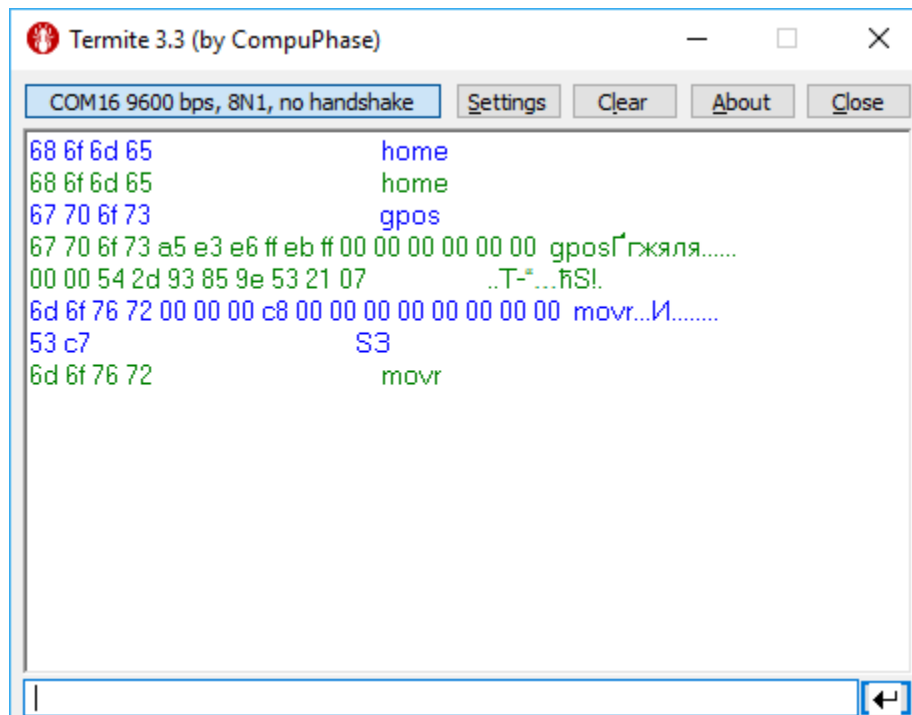 Termite 3.3 (by CompuPhase)
COM16 9600 bps, 8N1, no handshake Settings Clear About Close
68 6f 6d 65 home
68 6f 6d 65 home
67 70 6f 73 gpos
67 70 6f 73 a5 e3 e6 ff eb ff 00 00 00 00 00 00 gposҐгжяля......
00 00 54 2d 93 85 9e 53 21 07 ..T-“…ћS!.
6d 6f 76 72 00 00 00 c8 00 00 00 00 00 00 00 00 movr...И........
53 c7 SЗ
6d 6f 76 72 movr